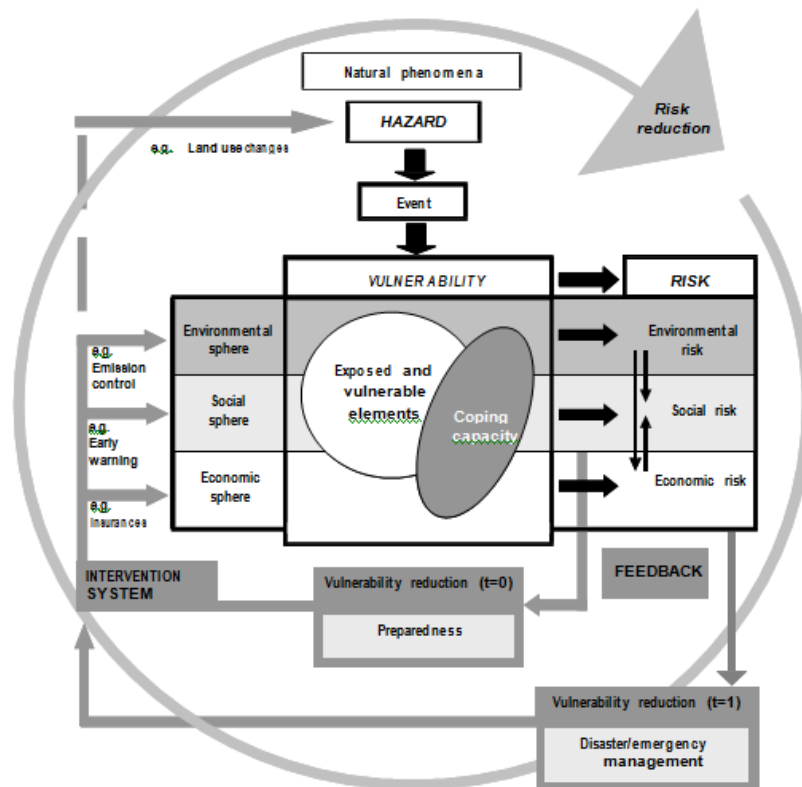 Natural phenomena
HAZARD
Risk
reduction
e.g. Land use changes
Event
VULNERABILITY
RISK
Environmental
sphere
Environmental
risk
e.g.
Emission
control
Exposed and
vulnerable
elements
Social
sphere
Coping
capacity
Social risk
e.g.
Early
warning
Economic
sphere
Economic risk
e.g.
Insurances
INTERVENTION
SYSTEM
Vulnerability reduction (t=0)
Preparedness
FEEDBACK
Vulnerability reduction (t=1)
Disaster/emergency
management